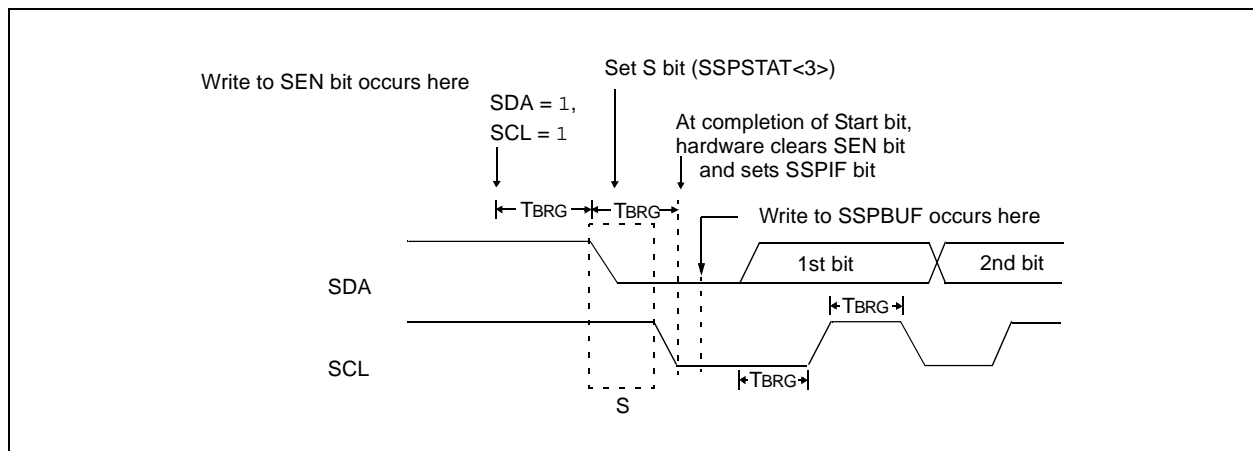 Write to SEN bit occurs here
Set S bit (SSPSTAT<3>)
SDA = 1,
SCL = 1
At completion of Start bit,
hardware clears SEN bit
and sets SSPIF bit
TBRG
TBRG
Write to SSPBUF occurs here
SDA
1st bit
2nd bit
TBRG
SCL
TBRG
S